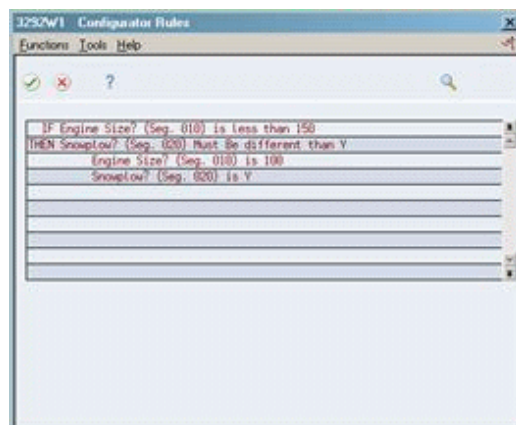 3292W1 Configurator Rules
Functions Tools Help
?
IF Engine Size? (Seg. 010) is less than 150
THEN Snowplow? (Seg. 020) Must Be different than Y
Engine Size? (Seg. 010) is 100
Snowplow? (Seg. 020) is Y